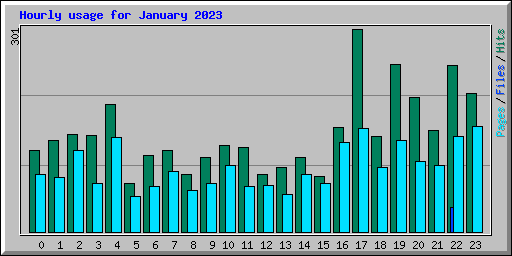 Hourly usage for January 2023
301
Pages / Files / Hits
0 1 2 3 4 5 6 7 8 9 10 11 12 13 14 15 16 17 18 19 20 21 22 23